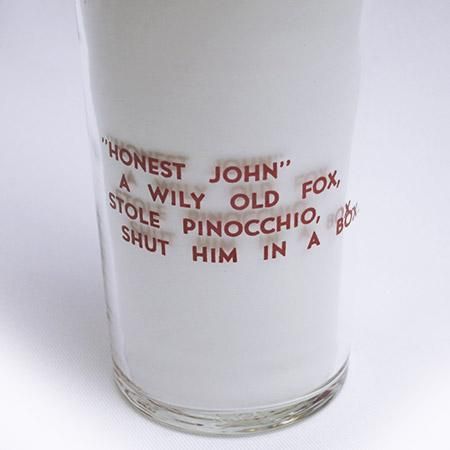 "HONEST JOHN"
A WILY OLD FOX,
STOLE PINOCCHIO,
SHUT HIM IN A BOX.